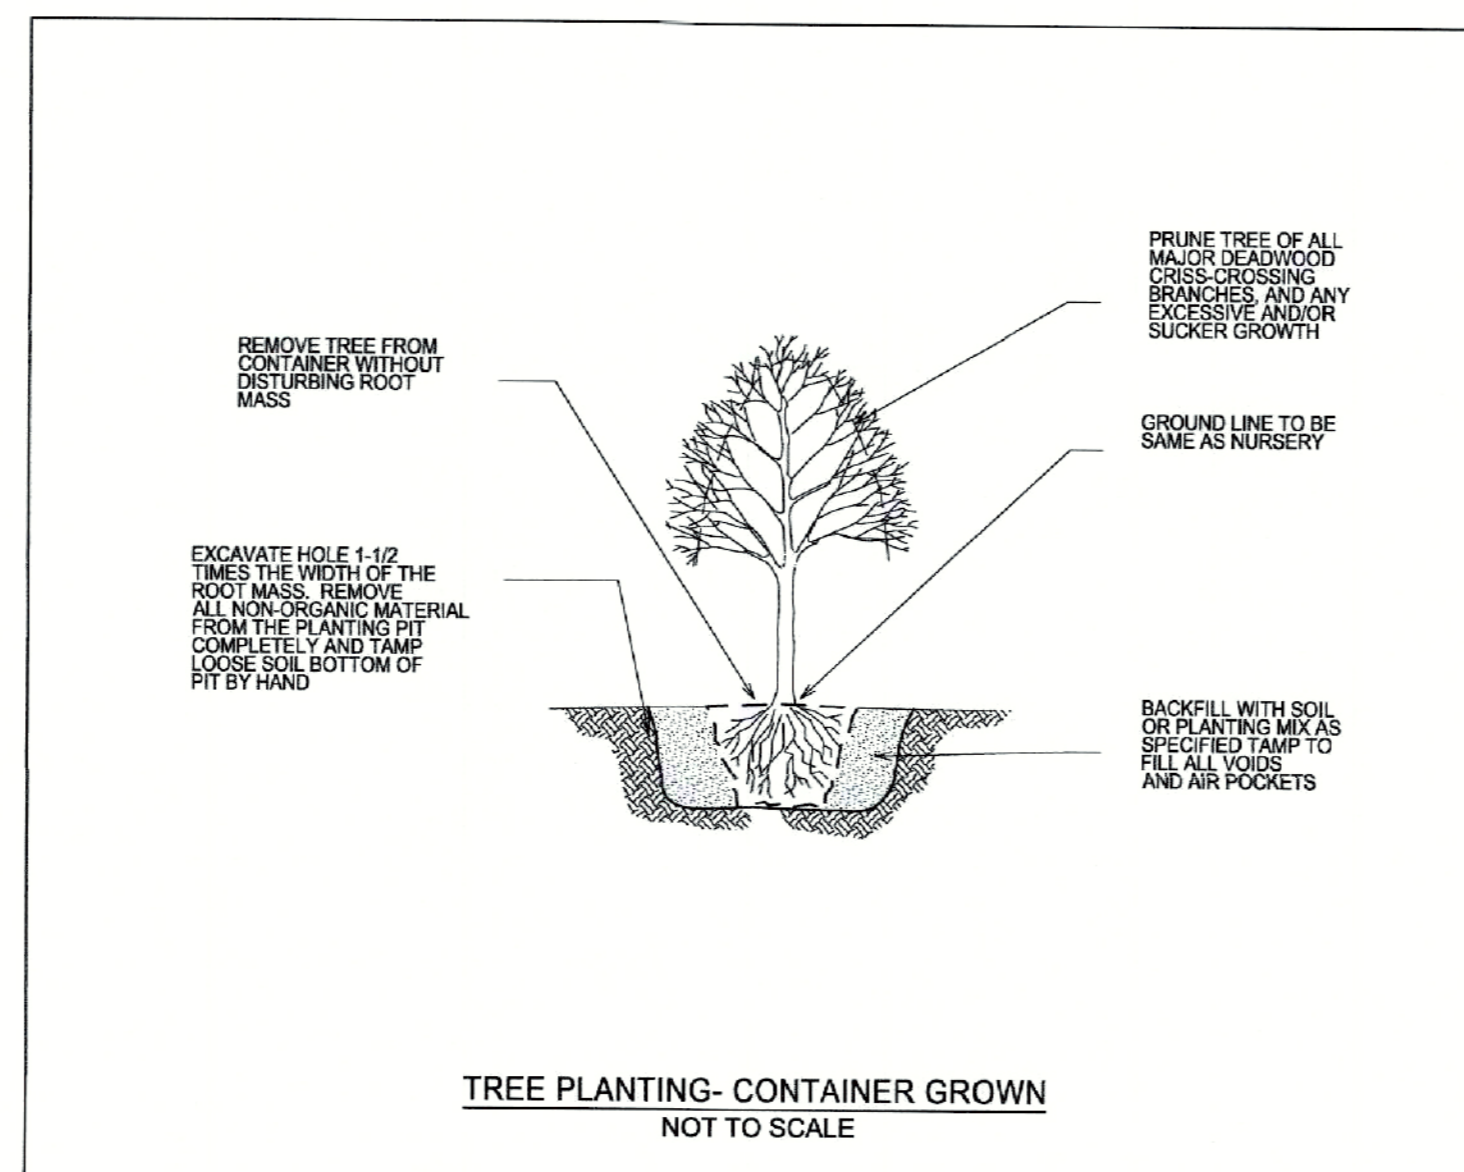 PRUNE TREE OF ALL
MAJOR DEADWOOD
CRISS-CROSSING
BRANCHES, AND ANY
EXCESSIVE AND/OR
SUCKER GROWTH
REMOVE TREE FROM
CONTAINER WITHOUT
DISTURBING ROOT
MASS
GROUND LINE TO BE
SAME AS NURSERY
EXCAVATE HOLE 1-1/2
TIMES THE WIDTH OF THE
ROOT MASS. REMOVE
ALL NON-ORGANIC MATERIAL
FROM THE PLANTING PIT
COMPLETELY AND TAMP
LOOSE SOIL BOTTOM OF
PIT BY HAND
BACKFILL WITH SOIL
OR PLANTING MIX AS
SPECIFIED TAMP TO
FILL ALL VOIDS
AND AIR POCKETS
TREE PLANTING- CONTAINER GROWN
NOT TO SCALE